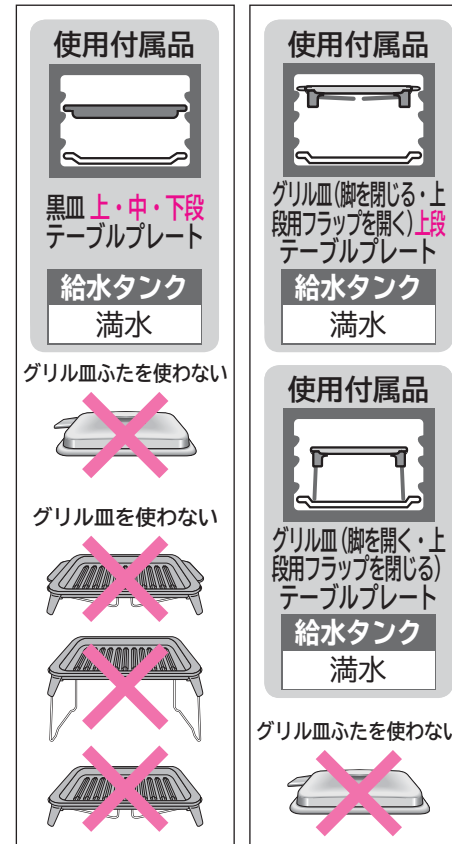 使用付属品
黒皿 上・中・下段
テーブルプレート
給水タンク
満水
グリル皿ふたを使わない
グリル皿を使わない
使用付属品
グリル皿(脚を閉じる・上
段用フラップを開く)上段
テーブルプレート
給水タンク
満水
使用付属品
グリル皿(脚を開く・上
段用フラップを閉じる)
テーブルプレート
給水タンク
満水
グリル皿ふたを使わない